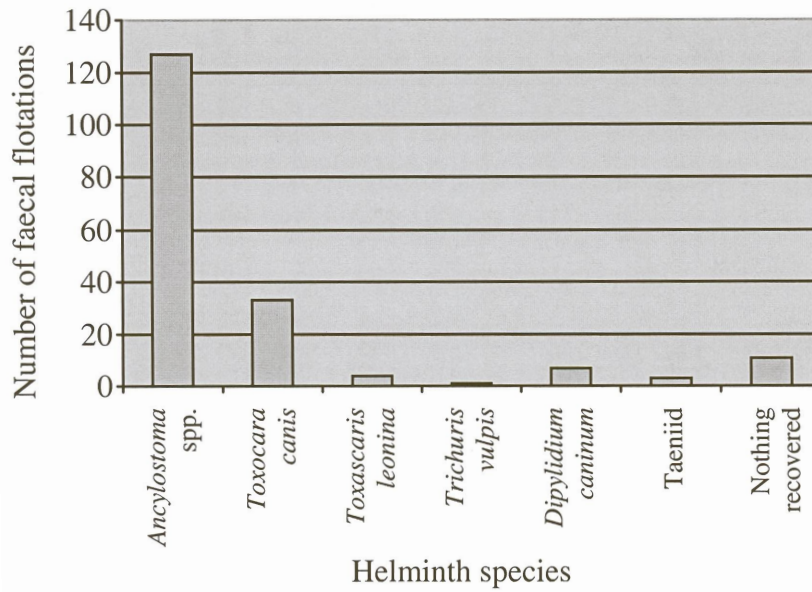 Number of faecal flotations
140
120
100
80
60
40
20
0
Ancylostoma
spp.
Toxocara
canis
Toxascaris
leonina
Trichuris
vulpis
Dipylidium
caninum
Taeniid
Nothing
recovered
Helminth species